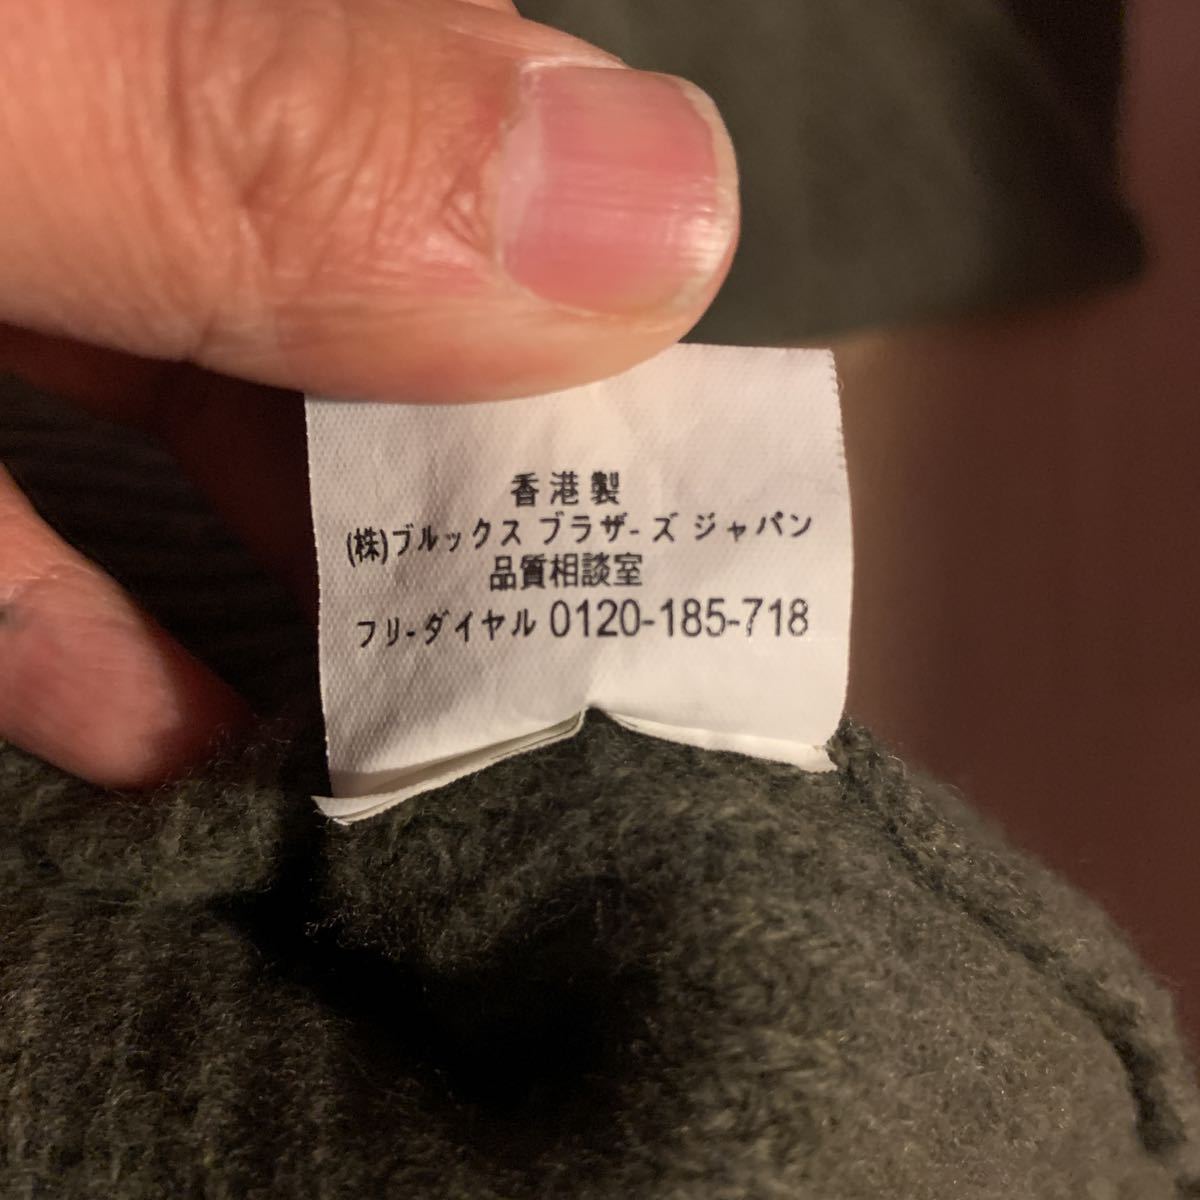 香港製
(株)ブルックス ブラザ-ズ ジャパン
品質相談室
フリ-ダイヤル 0120-185-718